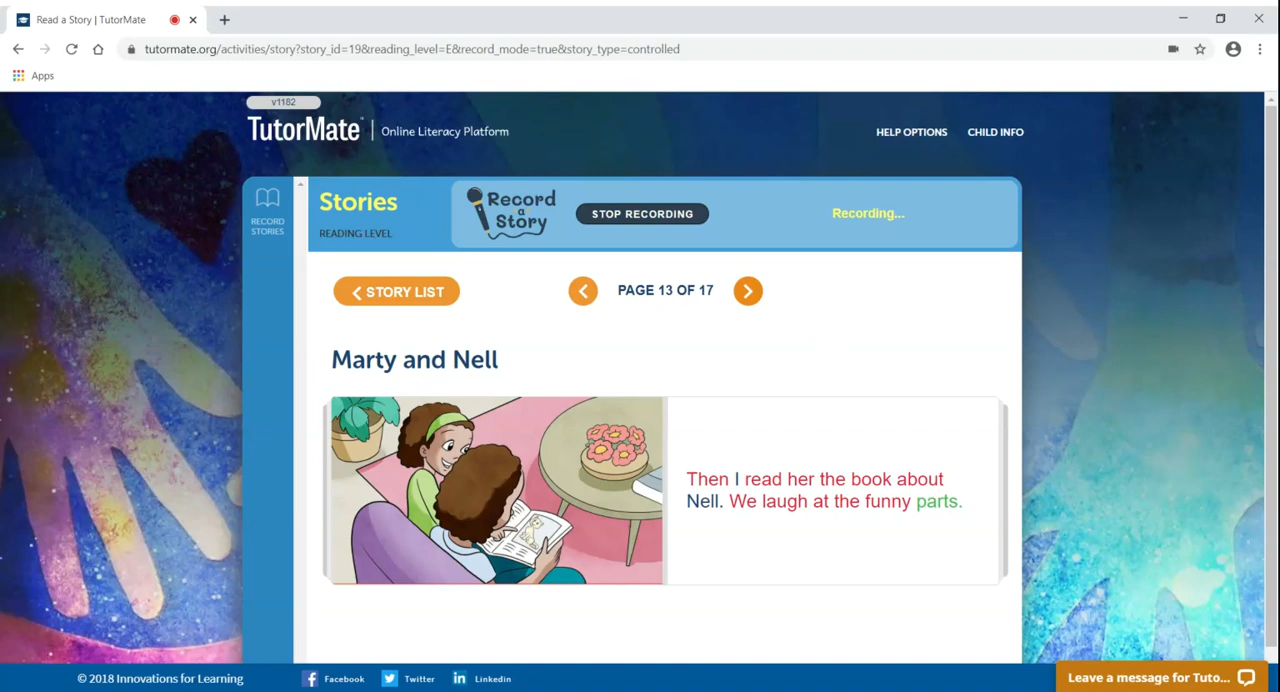 Read a Story | TutorMate
tutormate.org/activities/story?story_id=19&reading_level=E&record_mode=true&story_type=controlled
Apps
v1182
TutorMate | Online Literacy Platform
HELP OPTIONS CHILD INFO
RECORD STORIES
Stories
READING LEVEL
Record a Story
STOP RECORDING
Recording...
STORY LIST
PAGE 13 OF 17
Marty and Nell
Then I read her the book about
Nell. We laugh at the funny parts.
© 2018 Innovations for Learning
Facebook
Twitter
Linkedin
Leave a message for Tuto...